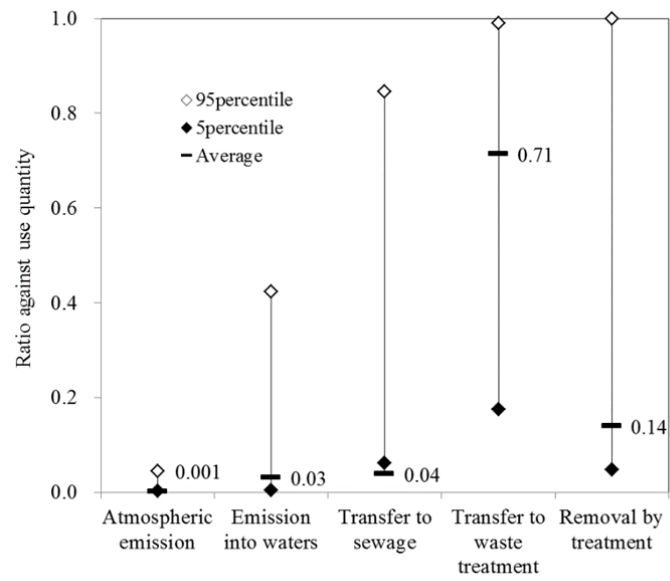 Ratio against use quantity
1.0
0.8
0.6
0.4
0.2
0.0
95percentile
5percentile
Average
0.001
0.03
0.04
0.71
0.14
Atmospheric
emission
Emission
into waters
Transfer to
sewage
Transfer to
waste
treatment
Removal by
treatment